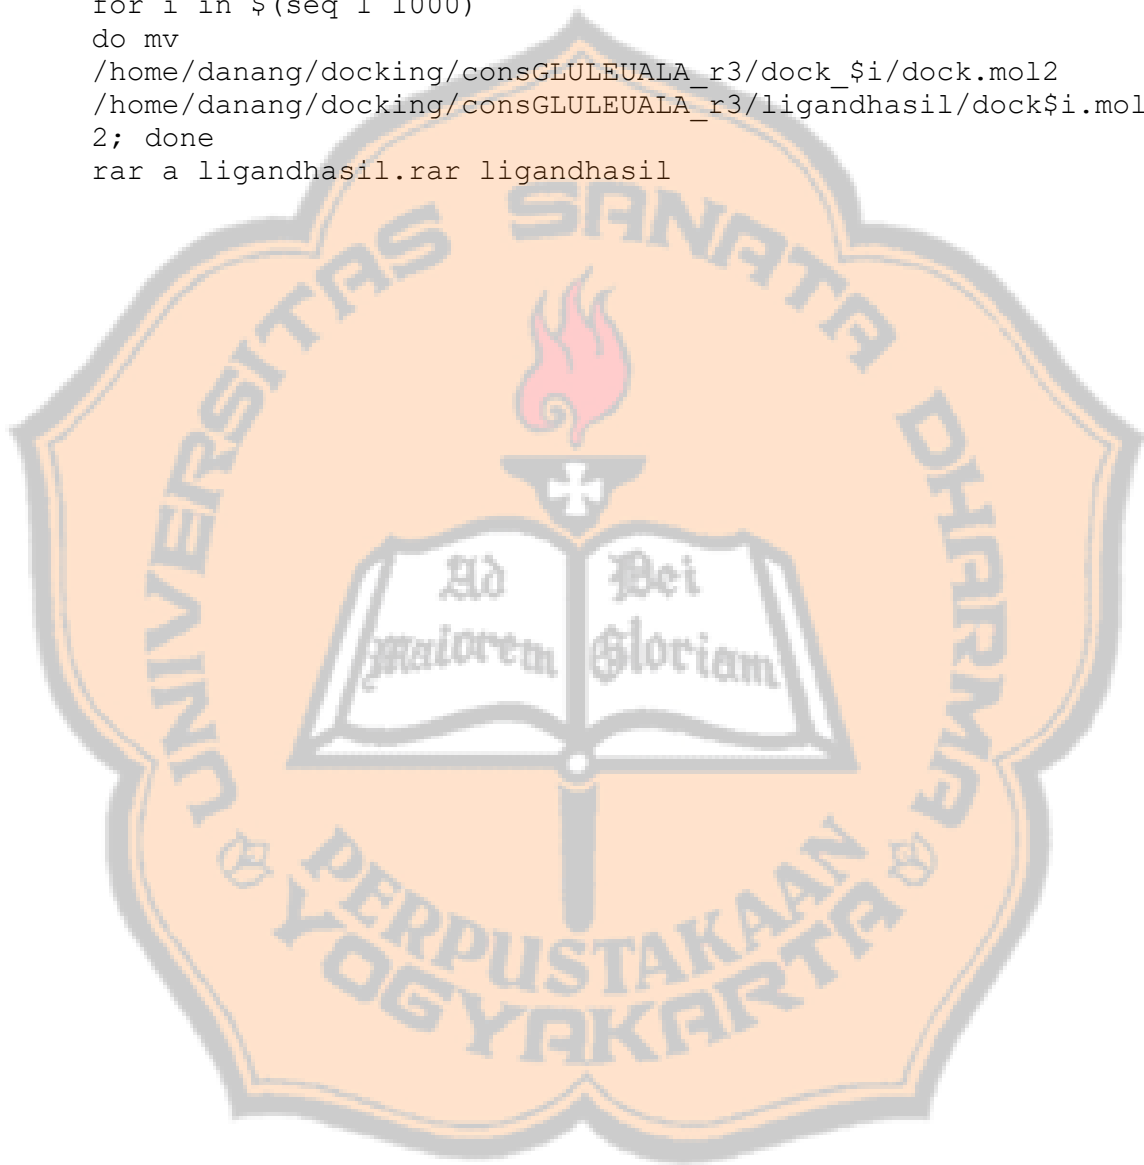 for i in $(seq 1 1000)
do mv
/home/danang/docking/consGLULEUALA_r3/dock_$i/dock.mol2
/home/danang/docking/consGLULEUALA_r3/ligandhasil/dock$i.mol
2; done
rar a ligandhasil.rar ligandhasil
UNIVERSITAS SANATA DHARMA
Ad Dei
Maiorem Gloriam
PERPUSTAKAAN
YOGYAKARTA